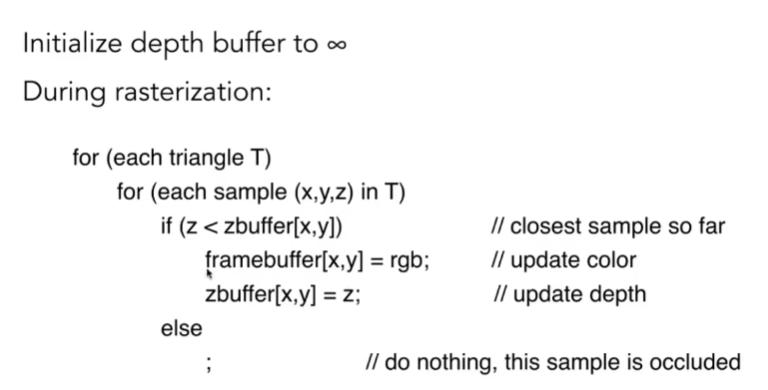 Initialize depth buffer to ∞
During rasterization:
for (each triangle T)
for (each sample (x,y,z) in T)
if (z < zbuffer[x,y]) // closest sample so far
framebuffer[x,y] = rgb; // update color
zbuffer[x,y] = z; // update depth
else
; // do nothing, this sample is occluded